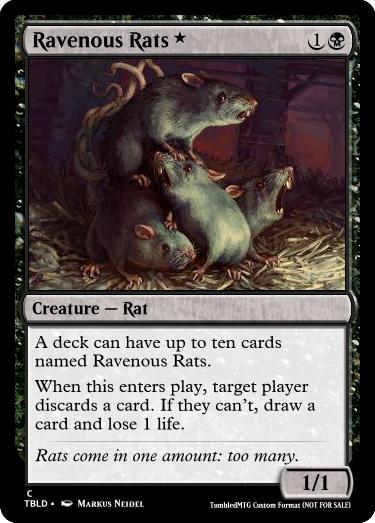 Ravenous Rats★ 1
Creature — Rat
A deck can have up to ten cards
named Ravenous Rats.
When this enters play, target player
discards a card. If they can't, draw a
card and lose 1 life.
Rats come in one amount: too many.
1/1
C
TBLD • Markus Neidel
TumbledMTG Custom Format (NOT FOR SALE)